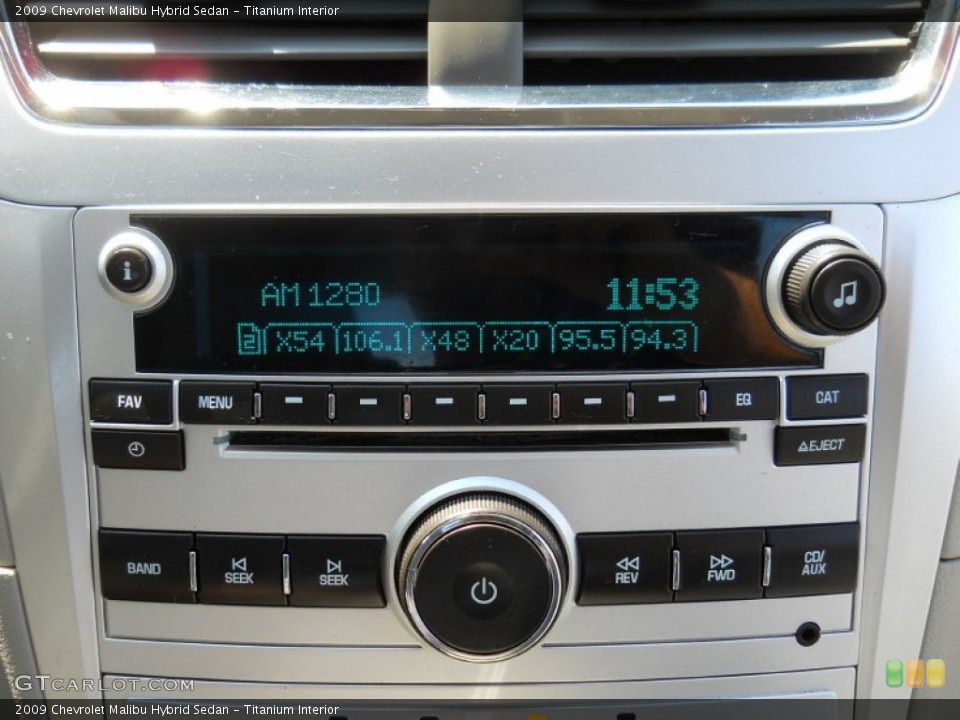 2009 Chevrolet Malibu Hybrid Sedan – Titanium Interior
i
AM 1280 11:53
2 X54 106.1 X48 X20 95.5 94.3
FAV MENU EQ CAT
EJECT
BAND SEEK SEEK REV FWD CD/
AUX
GTCARLOT.COM
2009 Chevrolet Malibu Hybrid Sedan – Titanium Interior